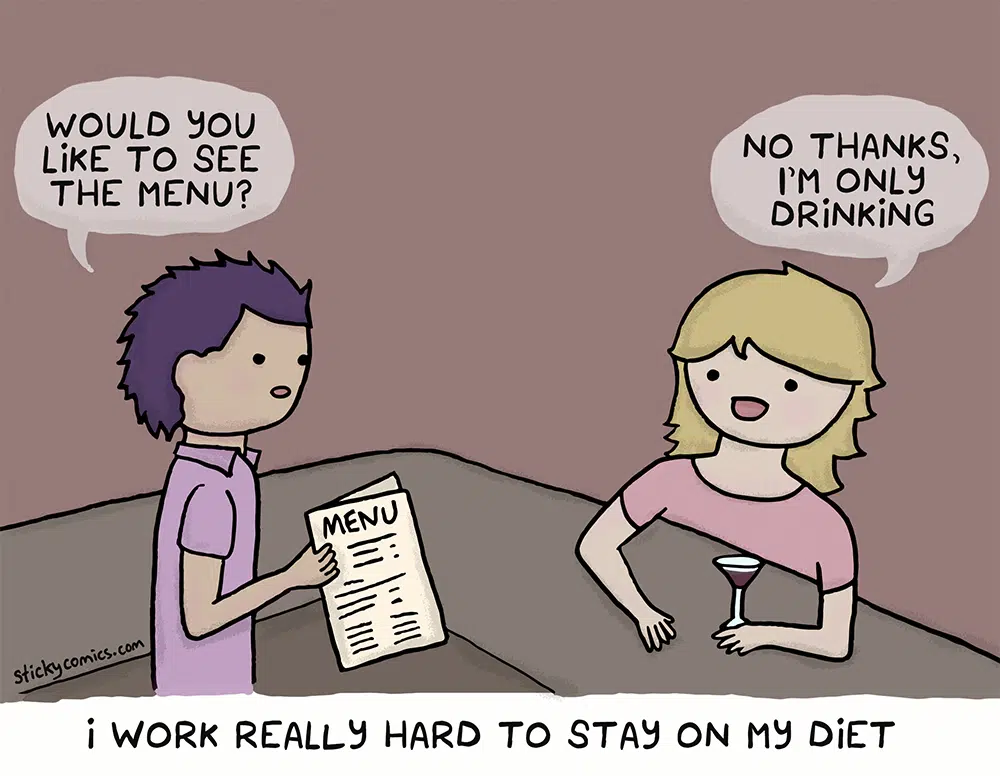 WOULD YOU
LiKE TO SEE
THE MENU?
NO THANKS,
I'M ONLY
DRiNKiNG
MENU
stickycomics.com
i WORK REALLY HARD TO STAY ON MY DiET